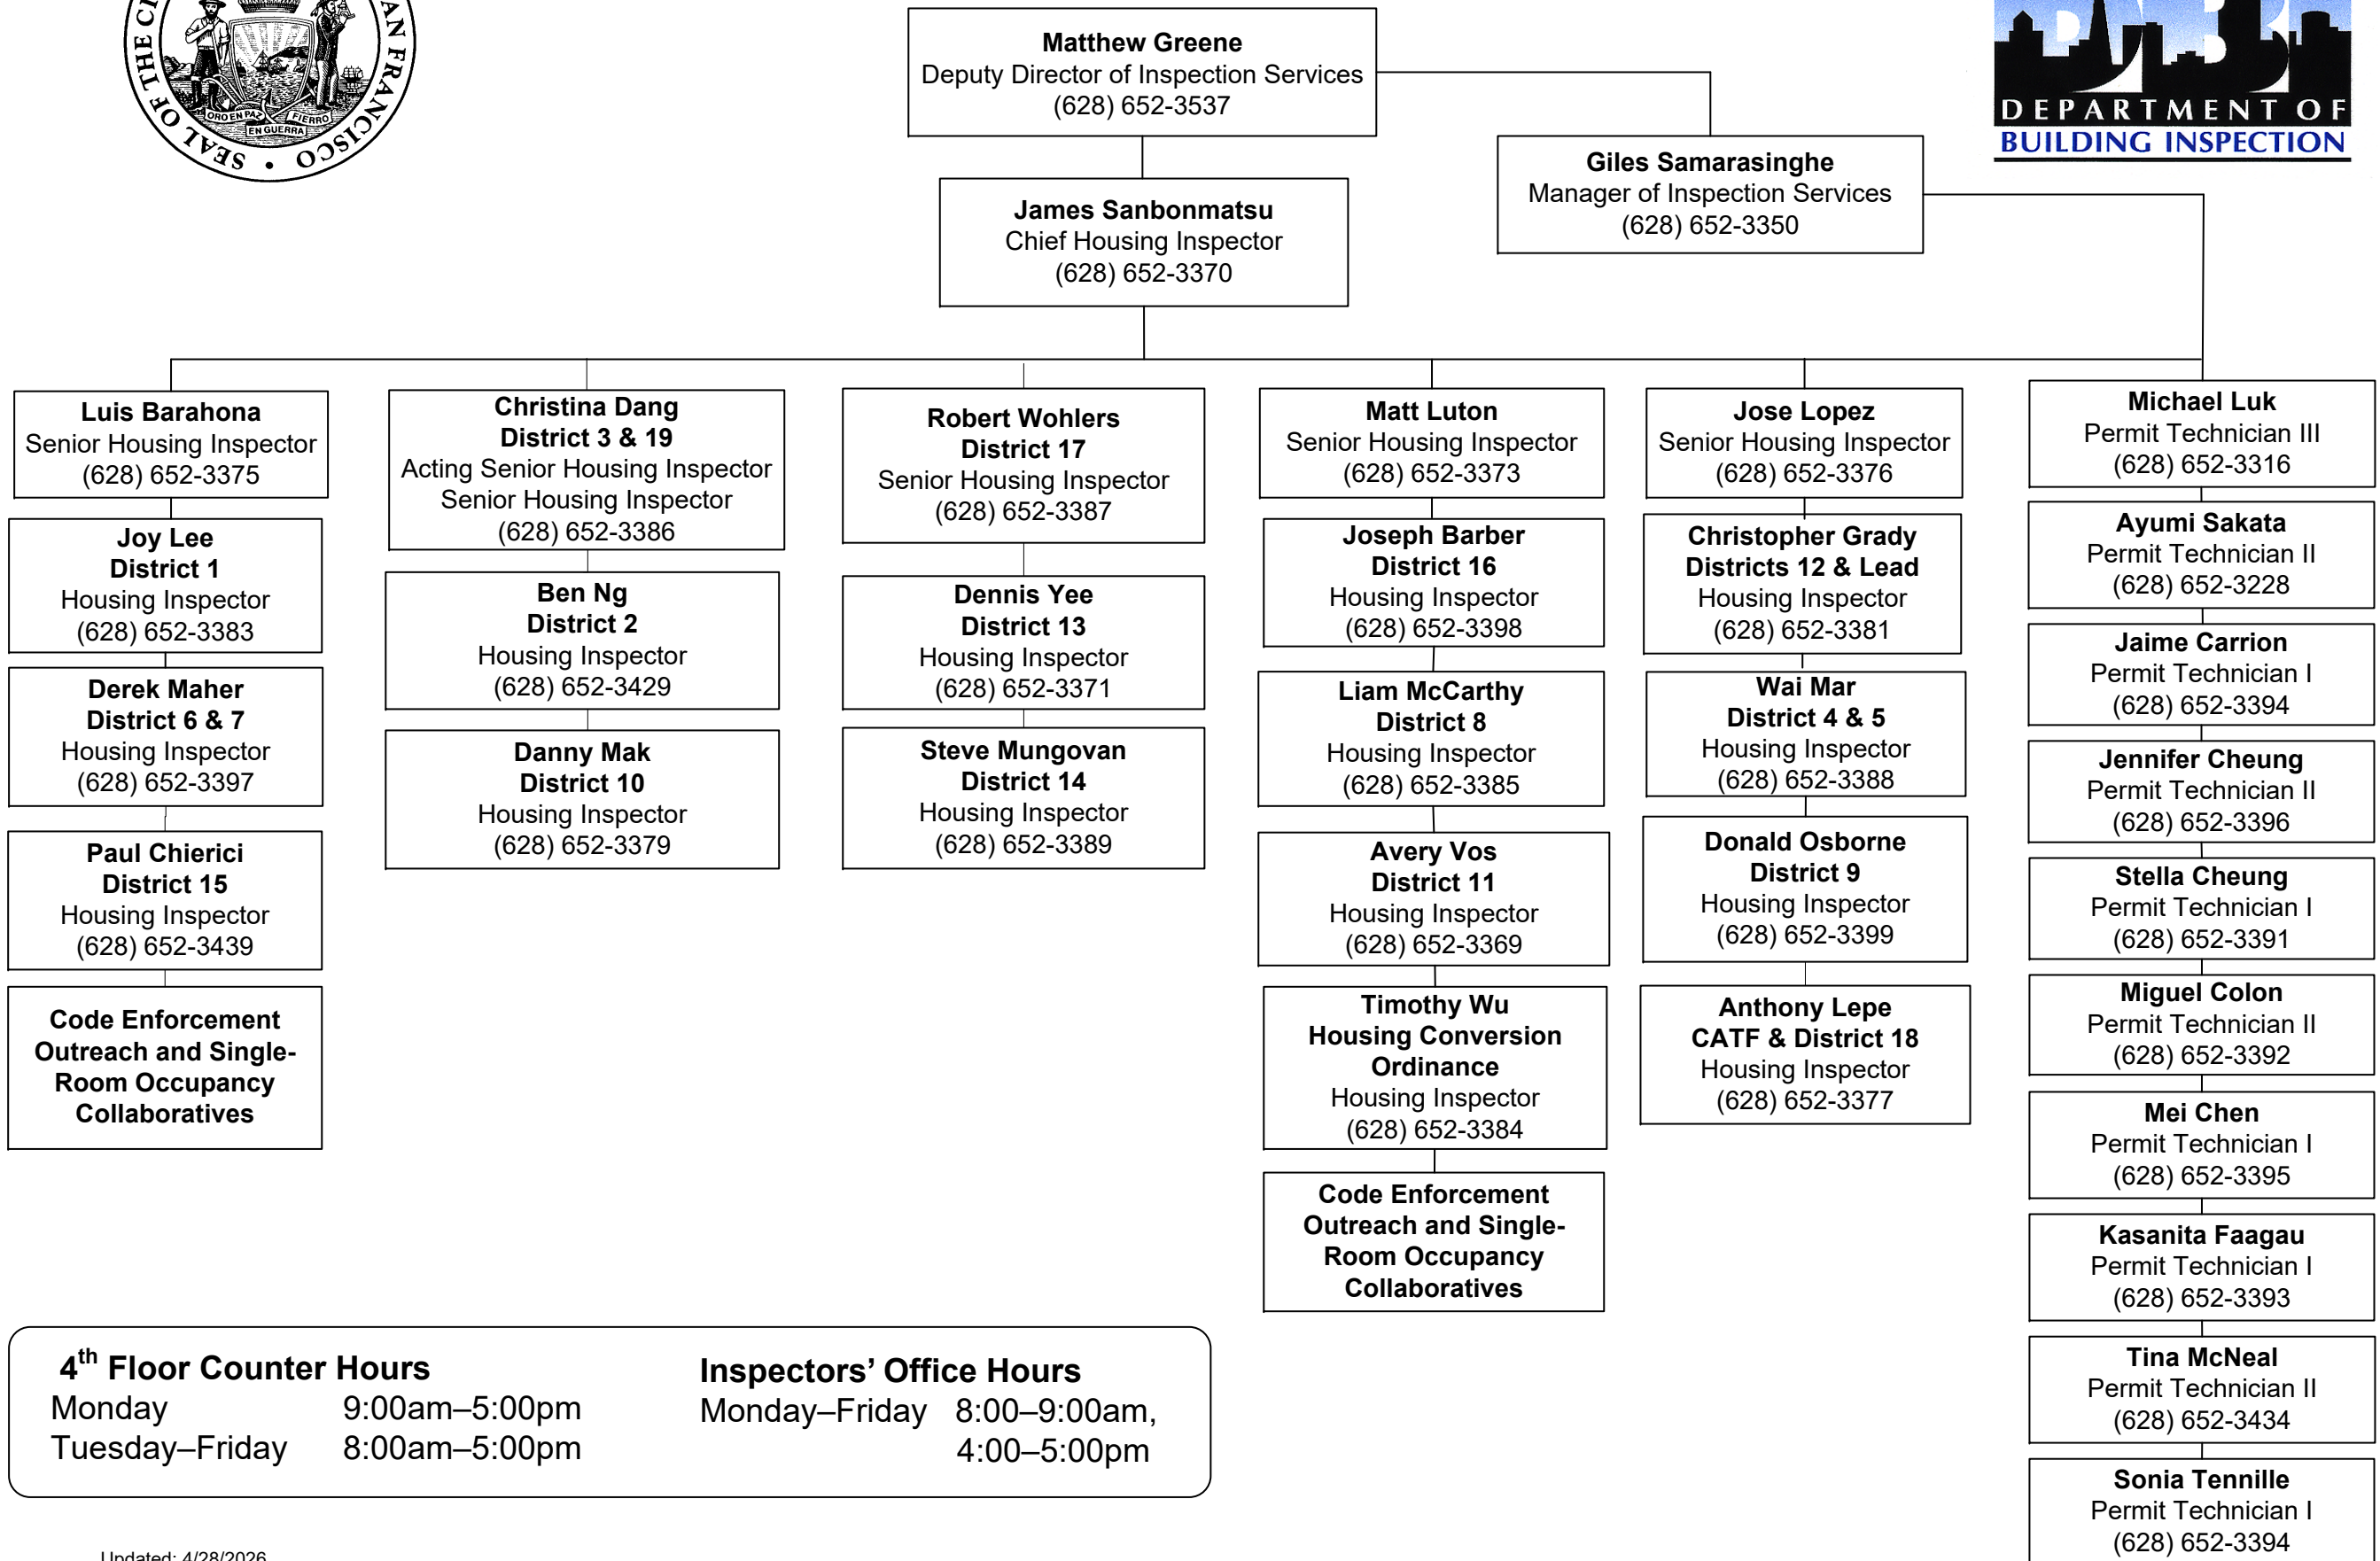 SEAL OF THE CI
AN FRANCISCO
ORO EN PAZ
FIERRO
EN GUERRA
DBI
DEPARTMENT OF
BUILDING INSPECTION
Matthew Greene
Deputy Director of Inspection Services
(628) 652-3537
Giles Samarasinghe
Manager of Inspection Services
(628) 652-3350
James Sanbonmatsu
Chief Housing Inspector
(628) 652-3370
Luis Barahona
Senior Housing Inspector
(628) 652-3375
Joy Lee
District 1
Housing Inspector
(628) 652-3383
Derek Maher
District 6 & 7
Housing Inspector
(628) 652-3397
Paul Chierici
District 15
Housing Inspector
(628) 652-3439
Code Enforcement
Outreach and Single-
Room Occupancy
Collaboratives
Christina Dang
District 3 & 19
Acting Senior Housing Inspector
Senior Housing Inspector
(628) 652-3386
Ben Ng
District 2
Housing Inspector
(628) 652-3429
Danny Mak
District 10
Housing Inspector
(628) 652-3379
Robert Wohlers
District 17
Senior Housing Inspector
(628) 652-3387
Dennis Yee
District 13
Housing Inspector
(628) 652-3371
Steve Mungovan
District 14
Housing Inspector
(628) 652-3389
Matt Luton
Senior Housing Inspector
(628) 652-3373
Joseph Barber
District 16
Housing Inspector
(628) 652-3398
Liam McCarthy
District 8
Housing Inspector
(628) 652-3385
Avery Vos
District 11
Housing Inspector
(628) 652-3369
Timothy Wu
Housing Conversion
Ordinance
Housing Inspector
(628) 652-3384
Code Enforcement
Outreach and Single-
Room Occupancy
Collaboratives
Jose Lopez
Senior Housing Inspector
(628) 652-3376
Christopher Grady
Districts 12 & Lead
Housing Inspector
(628) 652-3381
Wai Mar
District 4 & 5
Housing Inspector
(628) 652-3388
Donald Osborne
District 9
Housing Inspector
(628) 652-3399
Anthony Lepe
CATF & District 18
Housing Inspector
(628) 652-3377
Michael Luk
Permit Technician III
(628) 652-3316
Ayumi Sakata
Permit Technician II
(628) 652-3228
Jaime Carrion
Permit Technician I
(628) 652-3394
Jennifer Cheung
Permit Technician II
(628) 652-3396
Stella Cheung
Permit Technician I
(628) 652-3391
Miguel Colon
Permit Technician II
(628) 652-3392
Mei Chen
Permit Technician I
(628) 652-3395
Kasanita Faagau
Permit Technician I
(628) 652-3393
Tina McNeal
Permit Technician II
(628) 652-3434
Sonia Tennille
Permit Technician I
(628) 652-3394
4th Floor Counter Hours
Monday 9:00am–5:00pm
Tuesday–Friday 8:00am–5:00pm
Inspectors’ Office Hours
Monday–Friday 8:00–9:00am,
4:00–5:00pm
Updated: 4/28/2026